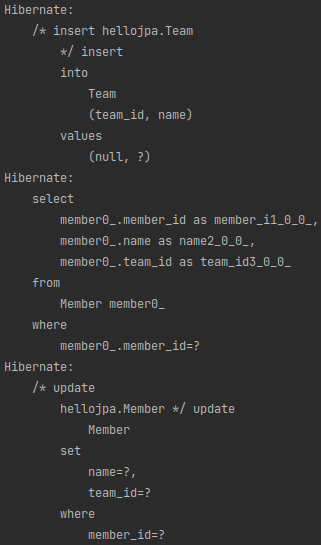 Hibernate:
    /* insert hellojpa.Team
        */ insert
        into
            Team
            (team_id, name)
        values
            (null, ?)
Hibernate:
    select
        member0_.member_id as member_i1_0_0_,
        member0_.name as name2_0_0_,
        member0_.team_id as team_id3_0_0_
    from
        Member member0_
    where
        member0_.member_id=?
Hibernate:
    /* update
        hellojpa.Member */ update
            Member
        set
            name=?,
            team_id=?
        where
            member_id=?